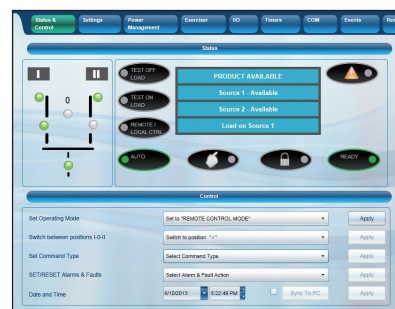 Status & Control
Settings
Power Management
Exerciser
I/O
Timers
COM
Events
Status
I
II
0
TEST OFF LOAD
TEST ON LOAD
REMOTE / LOCAL CTRL
PRODUCT AVAILABLE
Source 1 - Available
Source 2 - Available
Load on Source 1
AUTO
READY
Control
Set Operating Mode
Set to "REMOTE CONTROL MODE"
Apply
Switch between positions I-0-II
Switch to position " I "
Apply
Set Command Type
Select Command Type
Apply
SET/RESET Alarms & Faults
Select Alarm & Fault Action
Apply
Date and Time
6/10/2013
5:22:49 PM
Sync To PC
Apply